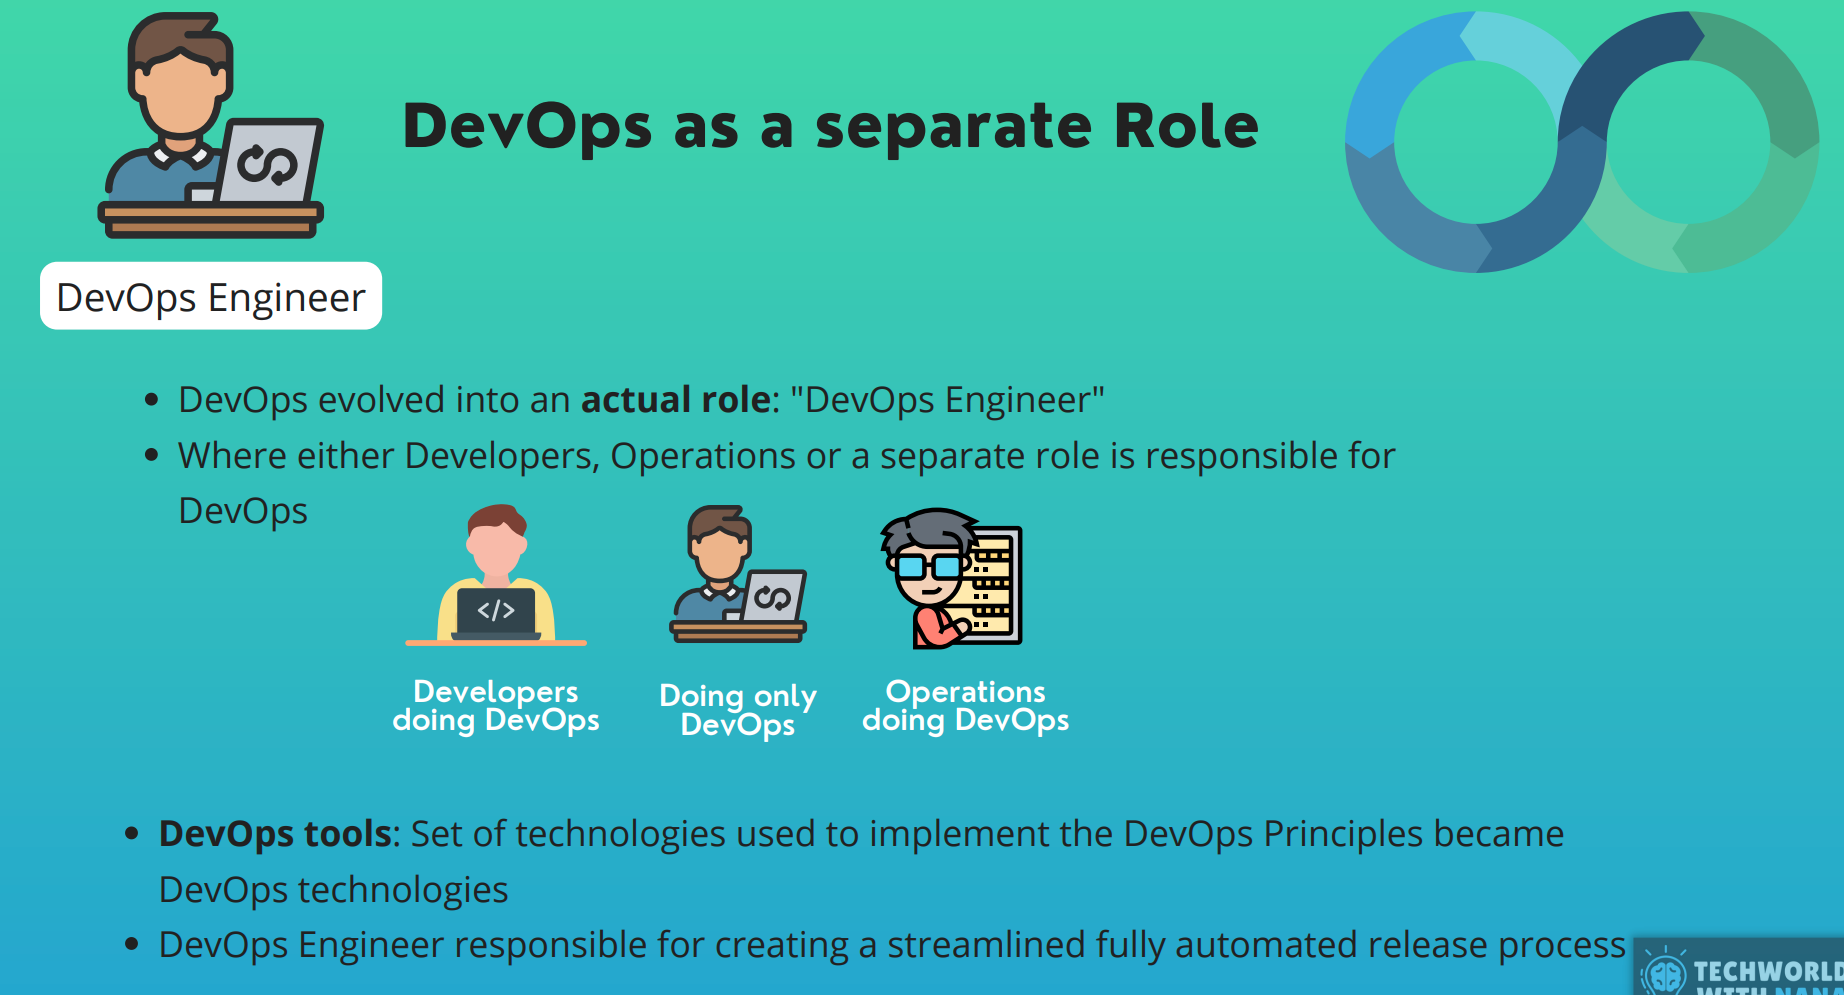 DevOps as a separate Role
DevOps Engineer
• DevOps evolved into an actual role: "DevOps Engineer"
• Where either Developers, Operations or a separate role is responsible for
DevOps
</>
Developers
doing DevOps
Doing only
DevOps
Operations
doing DevOps
• DevOps tools: Set of technologies used to implement the DevOps Principles became
DevOps technologies
• DevOps Engineer responsible for creating a streamlined fully automated release process
TECHWORLD
WITH NANA